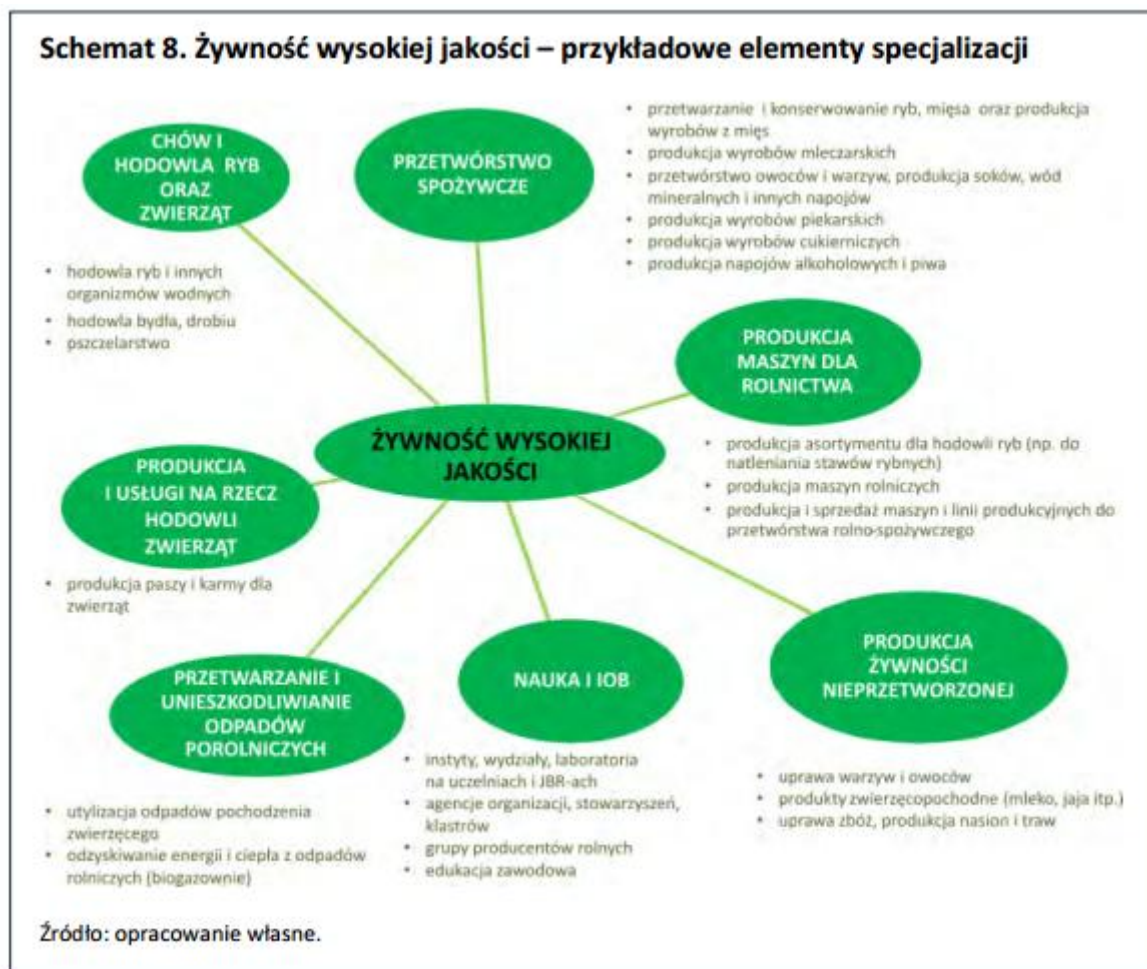 Schemat 8. Żywność wysokiej jakości – przykładowe elementy specjalizacji
CHÓW I
HODOWLA RYB
ORAZ
ZWIERZĄT
• hodowla ryb i innych
organizmów wodnych
• hodowla bydła, drobiu
• pszczelarstwo
PRZETWÓRSTWO
SPOŻYWCZE
• przetwarzanie i konserwowanie ryb, mięsa oraz produkcja
wyrobów z mięs
• produkcja wyrobów mleczarskich
• przetwórstwo owoców i warzyw, produkcja soków, wód
mineralnych i innych napojów
• produkcja wyrobów piekarskich
• produkcja wyrobów cukierniczych
• produkcja napojów alkoholowych i piwa
PRODUKCJA
MASZYN DLA
ROLNICTWA
• produkcja asortymentu dla hodowli ryb (np. do
natleniania stawów rybnych)
• produkcja maszyn rolniczych
• produkcja i sprzedaż maszyn i linii produkcyjnych do
przetwórstwa rolno-spożywczego
ŻYWNOŚĆ WYSOKIEJ
JAKOŚCI
PRODUKCJA
I USŁUGI NA RZECZ
HODOWLI
ZWIERZĄT
• produkcja paszy i karmy dla
zwierząt
PRZETWARZANIE I
UNIESZKODLIWIANIE
ODPADÓW
POROLNICZYCH
• utylizacja odpadów pochodzenia
zwierzęcego
• odzyskiwanie energii i ciepła z odpadów
rolniczych (biogazownie)
NAUKA I IOB
• instyty, wydziały, laboratoria
na uczelniach i JBR-ach
• agencje organizacji, stowarzyszeń,
klastrów
• grupy producentów rolnych
• edukacja zawodowa
PRODUKCJA
ŻYWNOŚCI
NIEPRZETWORZONEJ
• uprawa warzyw i owoców
• produkty zwierzęcopochodne (mleko, jaja itp.)
• uprawa zbóż, produkcja nasion i traw
Źródło: opracowanie własne.